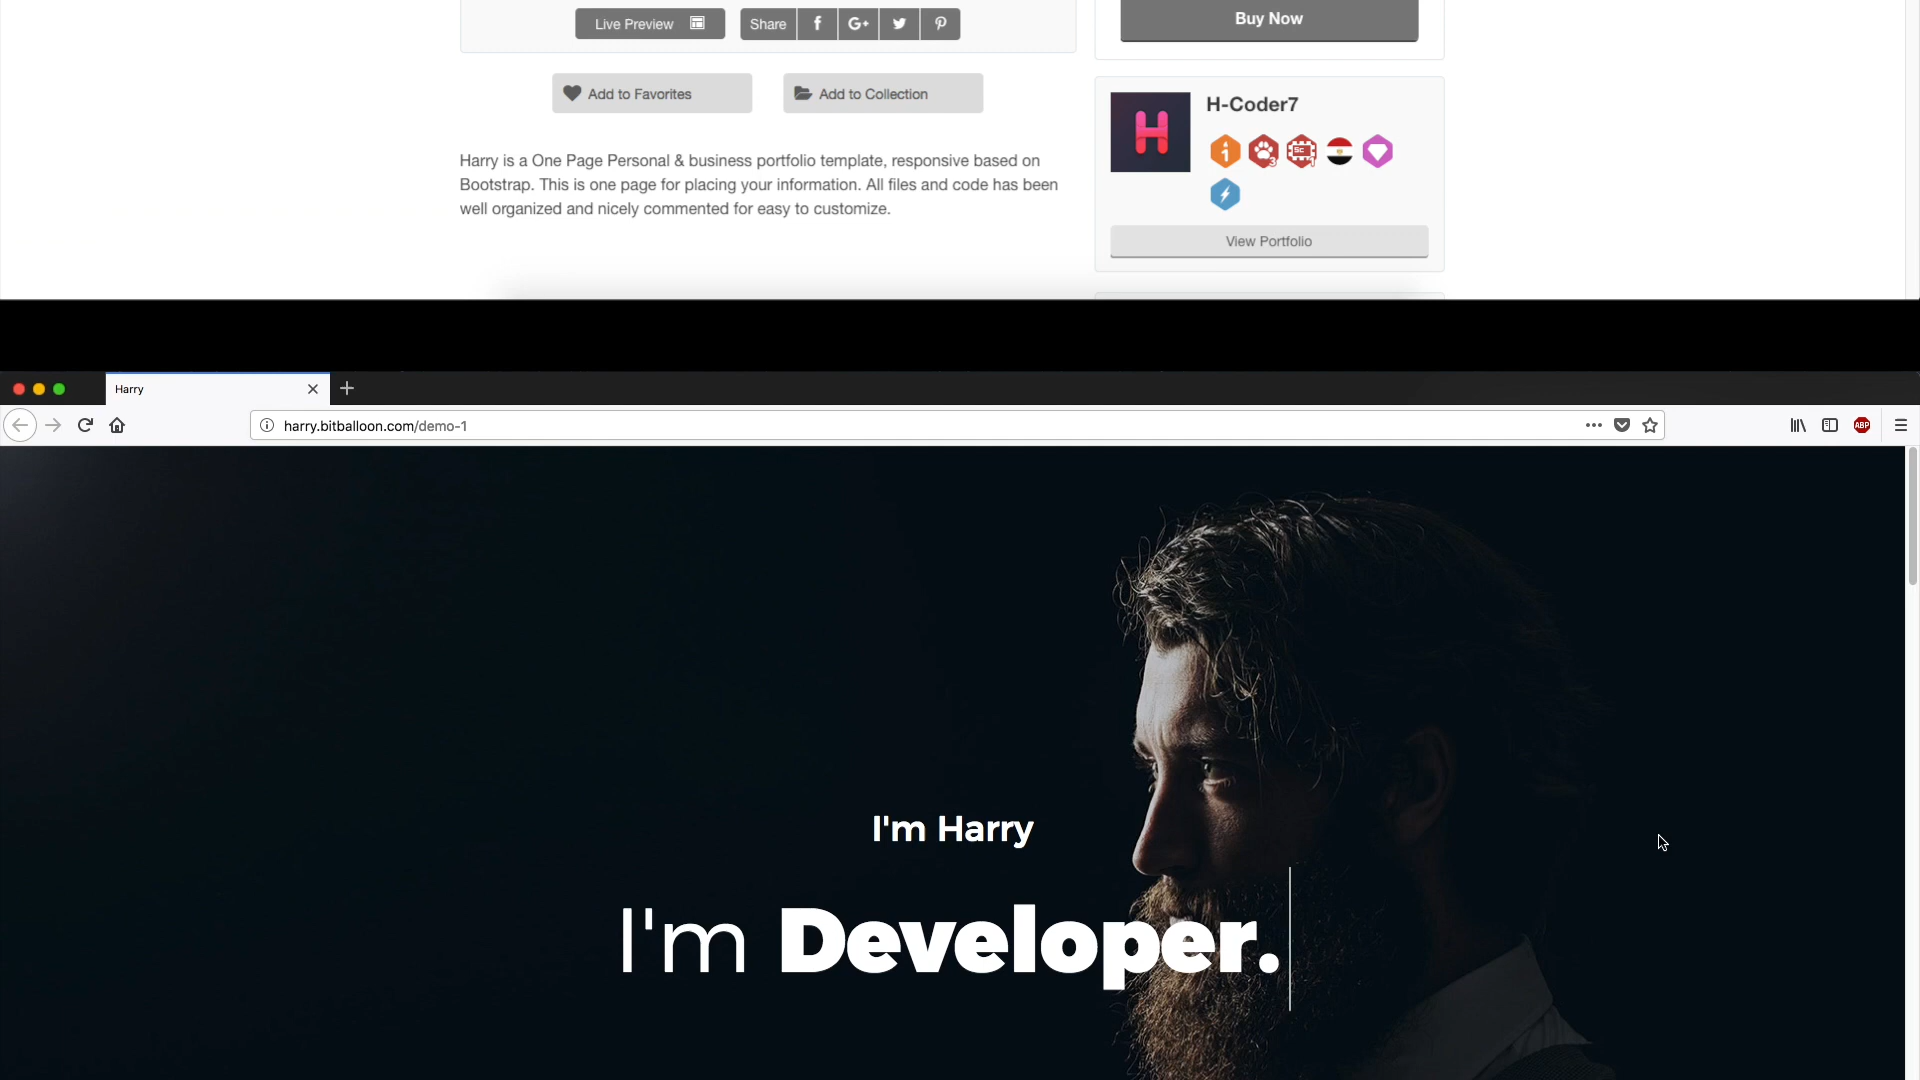 Live Preview
Share
G+
Buy Now
Add to Favorites
Add to Collection
H
H-Coder7
Harry is a One Page Personal & business portfolio template, responsive based on
Bootstrap. This is one page for placing your information. All files and code has been
well organized and nicely commented for easy to customize.
View Portfolio
Harry
harry.bitballoon.com/demo-1
ABP
I'm Harry
I'm Developer.